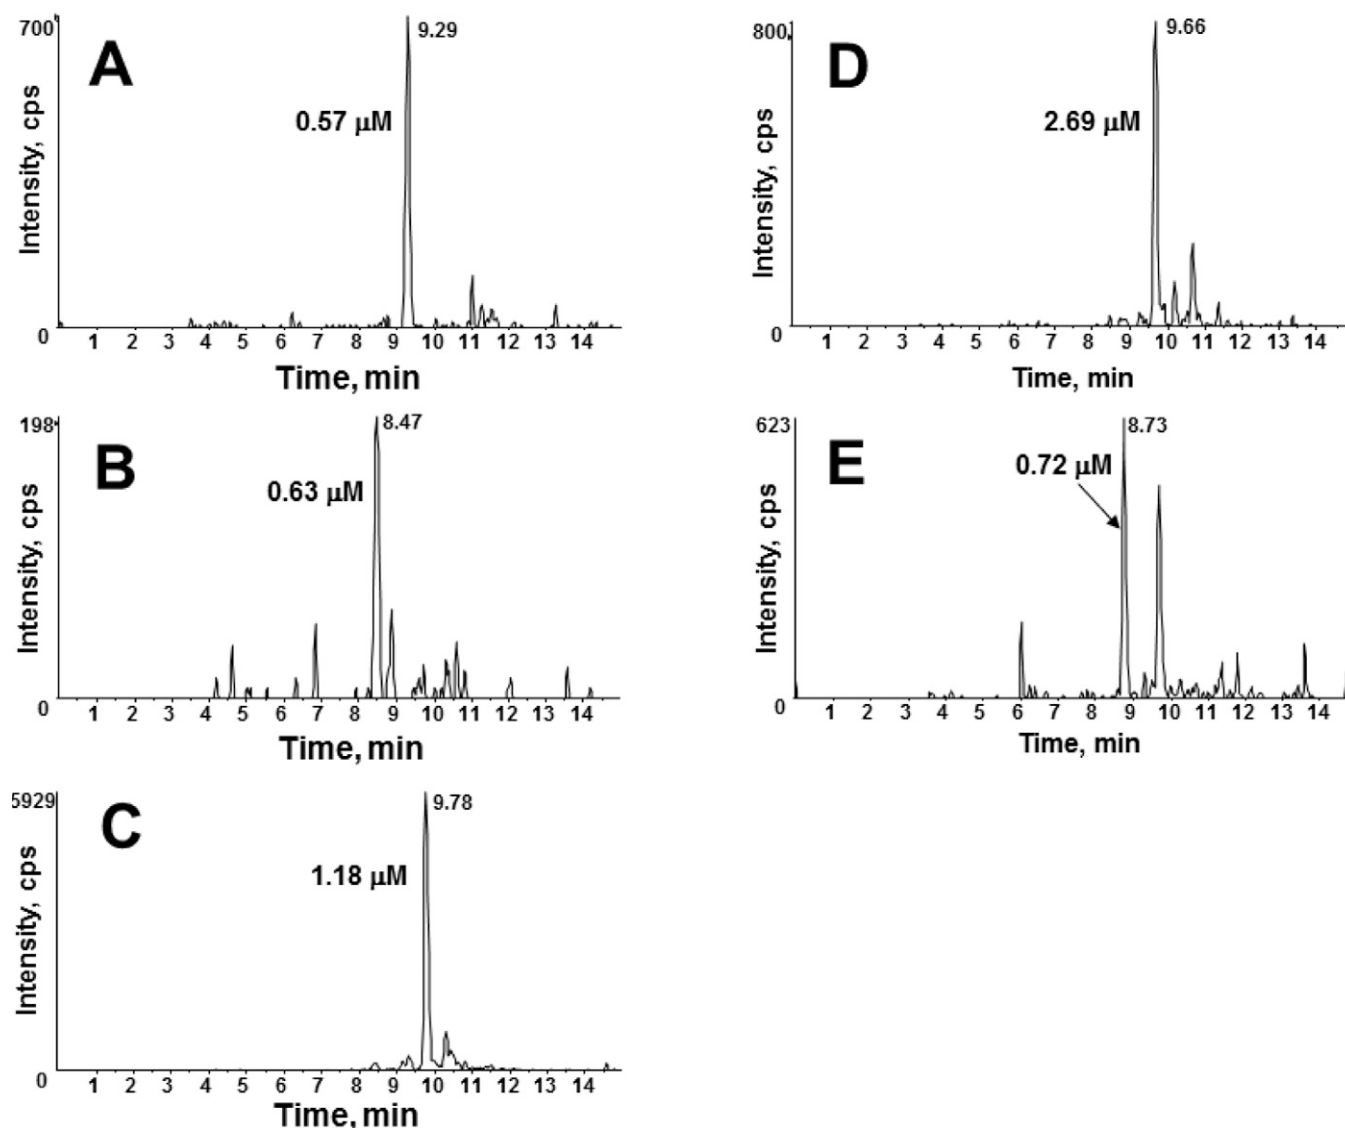 700
9.29
A
0.57 μM
Intensity, cps
0
1 2 3 4 5 6 7 8 9 10 11 12 13 14
Time, min
800
9.66
D
2.69 μM
Intensity, cps
0
1 2 3 4 5 6 7 8 9 10 11 12 13 14
Time, min
198
8.47
B
0.63 μM
Intensity, cps
0
1 2 3 4 5 6 7 8 9 10 11 12 13 14
Time, min
623
8.73
E
0.72 μM
Intensity, cps
0
1 2 3 4 5 6 7 8 9 10 11 12 13 14
Time, min
5929
9.78
C
1.18 μM
Intensity, cps
0
1 2 3 4 5 6 7 8 9 10 11 12 13 14
Time, min